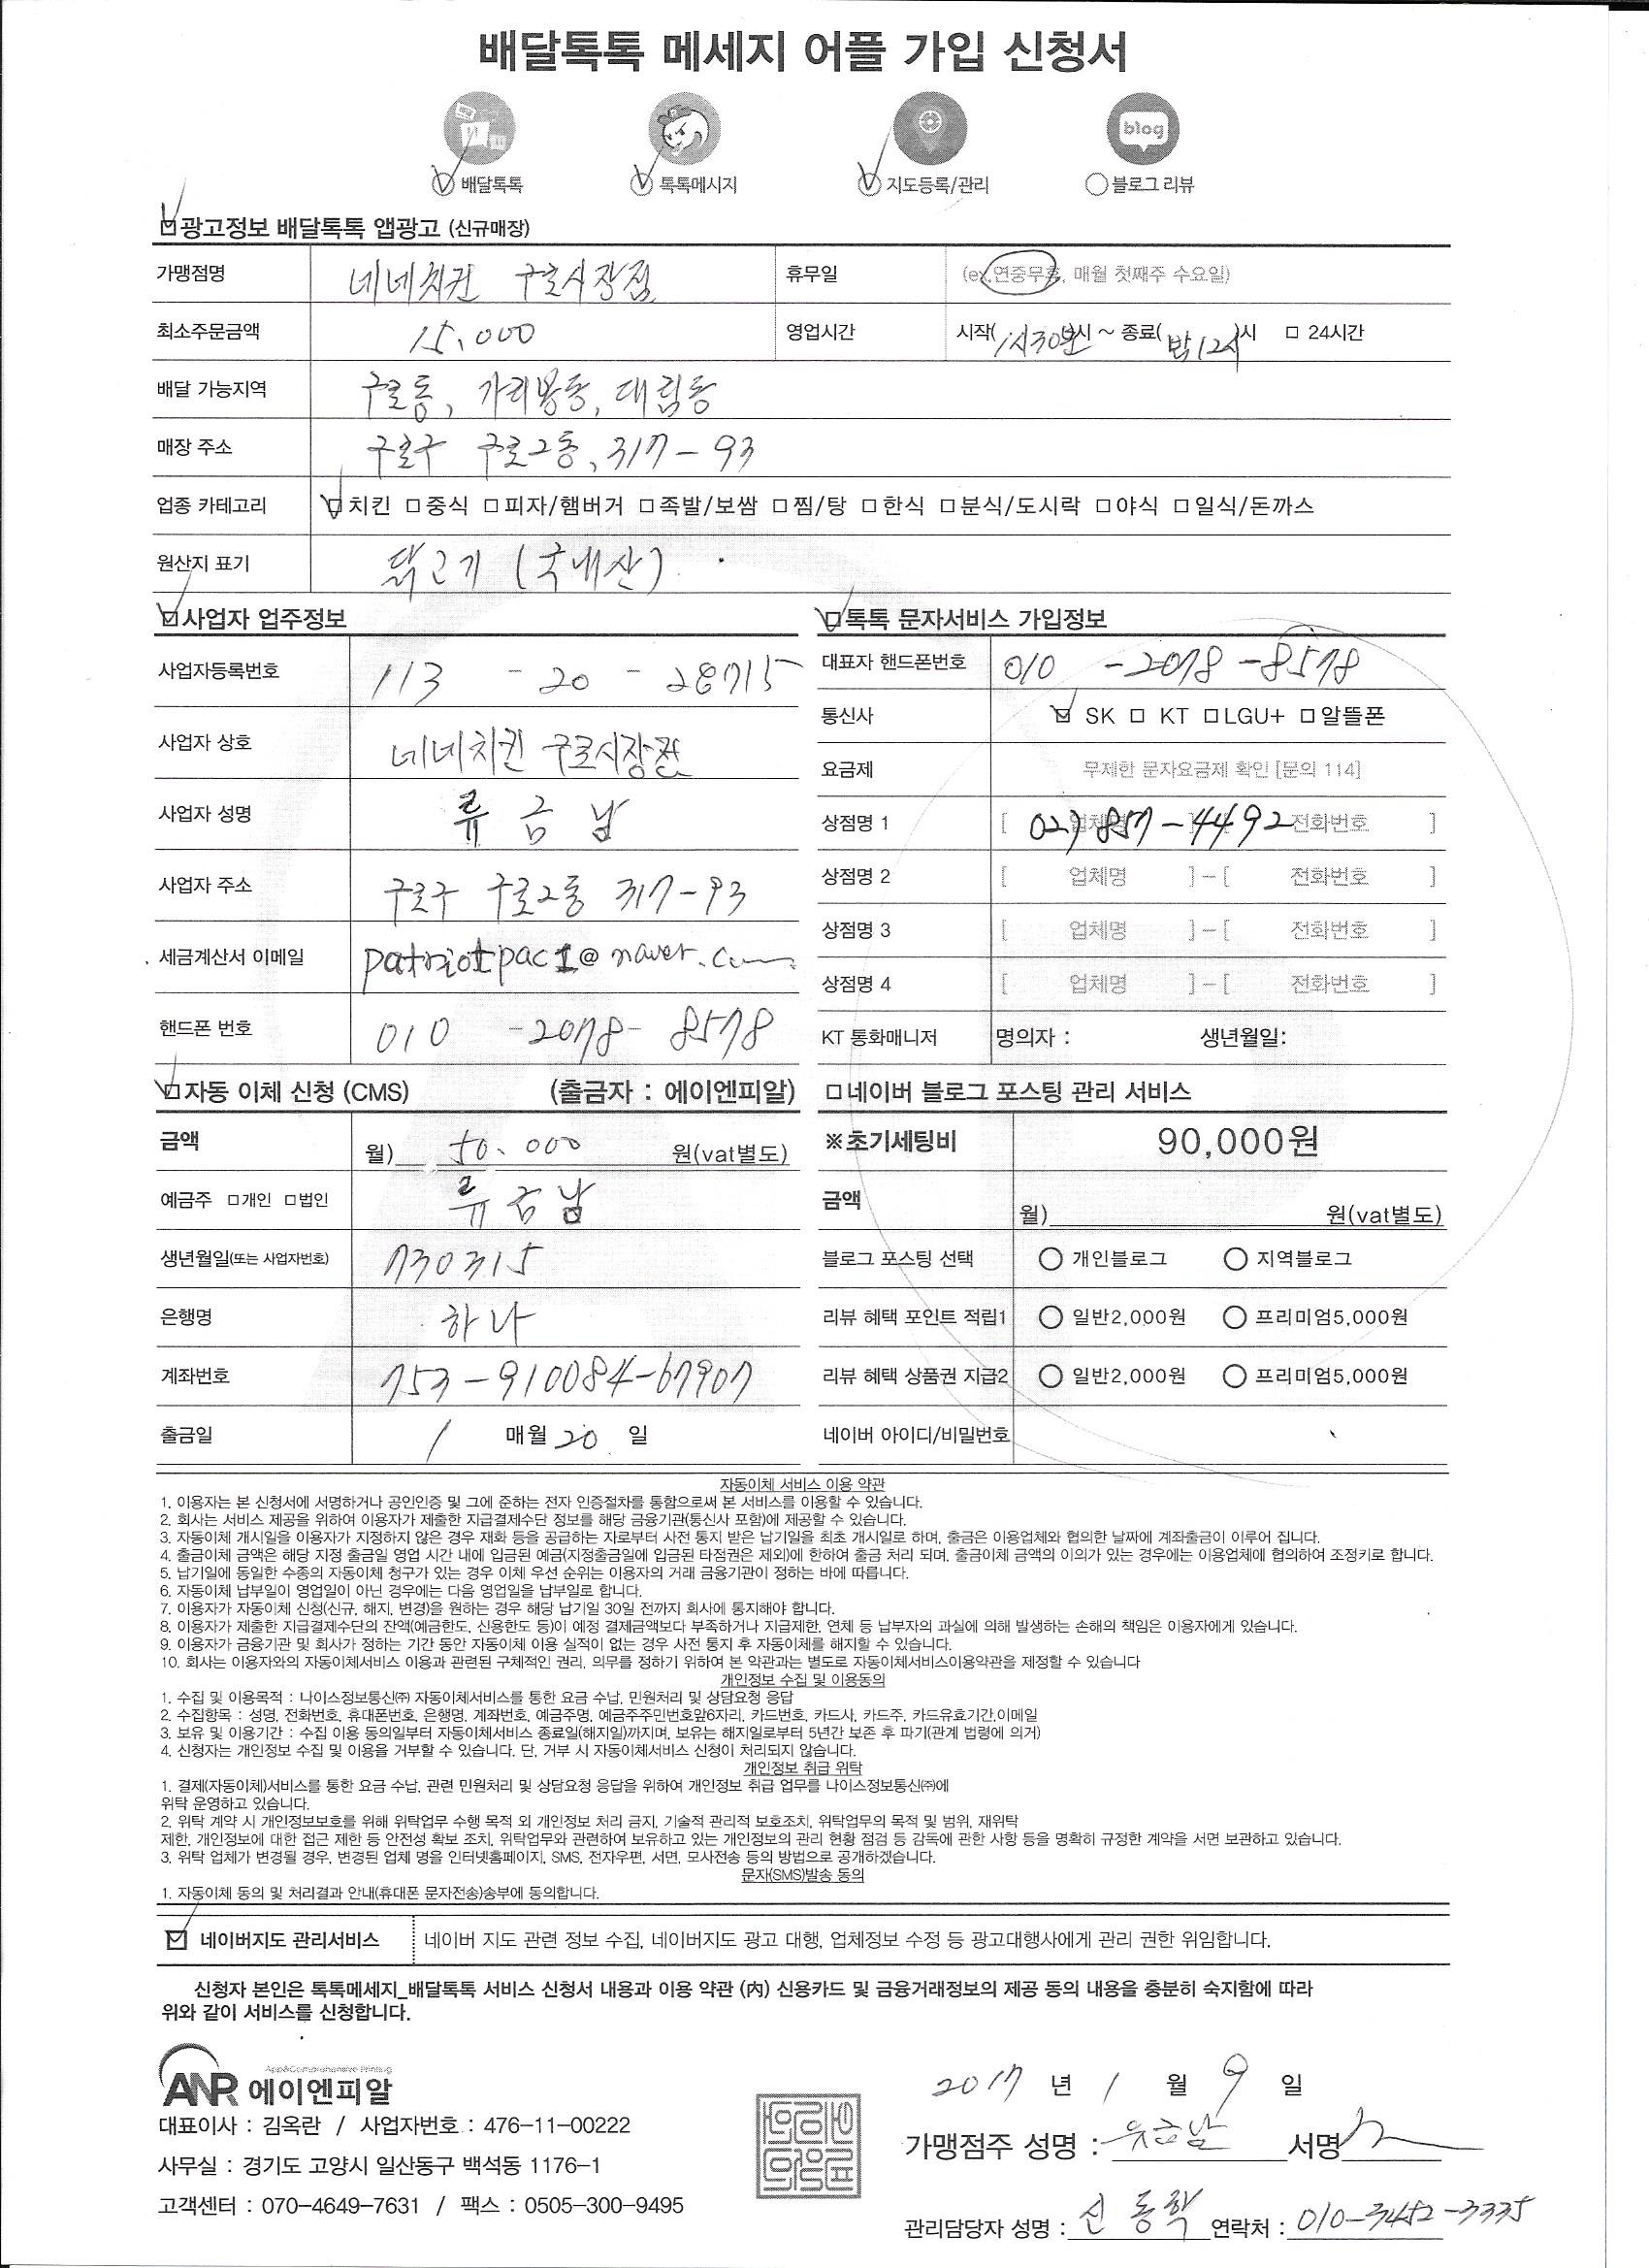 배달톡톡 메세지 어플 가입 신청서
blog
배달톡톡 톡톡메시지 지도등록/관리 블로그 리뷰
광고정보 배달톡톡 앱광고 (신규매장)
가맹점명 네네치킨 구로시장점 휴무일 (ex.연중무휴, 매월 첫째주 수요일)
최소주문금액 15,000 영업시간 시작( 1시30분 시 ~ 종료( 밤12시 )시 □ 24시간
배달 가능지역 구로동, 가리봉동, 대림동
매장 주소 구로구 구로2동, 317-93
업종 카테고리 ☑치킨 □중식 □피자/햄버거 □족발/보쌈 □찜/탕 □한식 □분식/도시락 □야식 □일식/돈까스
원산지 표기 닭고기 (국내산)
☑사업자 업주정보
사업자등록번호 113 - 20 - 28715
사업자 상호 네네치킨 구로시장점
사업자 성명 류금남
사업자 주소 구로구 구로2동 317-93
세금계산서 이메일 patriotpac1@naver.com
핸드폰 번호 010 -2078- 8578
☑톡톡 문자서비스 가입정보
대표자 핸드폰번호 010 -2078-8578
통신사 ☑ SK □ KT □LGU+ □알뜰폰
요금제 무제한 문자요금제 확인 [문의 114]
상점명 1 [ 업체명 ]-[ 전화번호 ] 02) 857-4492
상점명 2 [ 업체명 ]-[ 전화번호 ]
상점명 3 [ 업체명 ]-[ 전화번호 ]
상점명 4 [ 업체명 ]-[ 전화번호 ]
KT 통화매니저 명의자 : 생년월일:
☑자동 이체 신청 (CMS) (출금자 : 에이엔피알)
금액 월) 50,000 원(vat별도)
예금주 □개인 □법인 류금남
생년월일(또는 사업자번호) 730315
은행명 하나
계좌번호 753-910084-67907
출금일 / 매월 20 일
□네이버 블로그 포스팅 관리 서비스
※초기세팅비 90,000원
금액 월) 원(vat별도)
블로그 포스팅 선택 ○ 개인블로그 ○ 지역블로그
리뷰 혜택 포인트 적립1 ○ 일반2,000원 ○ 프리미엄5,000원
리뷰 혜택 상품권 지급2 ○ 일반2,000원 ○ 프리미엄5,000원
네이버 아이디/비밀번호
자동이체 서비스 이용 약관
1. 이용자는 본 신청서에 서명하거나 공인인증 및 그에 준하는 전자 인증절차를 통함으로써 본 서비스를 이용할 수 있습니다.
2. 회사는 서비스 제공을 위하여 이용자가 제출한 지급결제수단 정보를 해당 금융기관(통신사 포함)에 제공할 수 있습니다.
3. 자동이체 개시일을 이용자가 지정하지 않은 경우 재화 등을 공급하는 자로부터 사전 통지 받은 납기일을 최초 개시일로 하며, 출금은 이용업체와 협의한 날짜에 계좌출금이 이루어 집니다.
4. 출금이체 금액은 해당 지정 출금일 영업 시간 내에 입금된 예금(지정출금일에 입금된 타점권은 제외)에 한하여 출금 처리 되며, 출금이체 금액의 이의가 있는 경우에는 이용업체에 협의하여 조정키로 합니다.
5. 납기일에 동일한 수종의 자동이체 청구가 있는 경우 이체 우선 순위는 이용자의 거래 금융기관이 정하는 바에 따릅니다.
6. 자동이체 납부일이 영업일이 아닌 경우에는 다음 영업일을 납부일로 합니다.
7. 이용자가 자동이체 신청(신규, 해지, 변경)을 원하는 경우 해당 납기일 30일 전까지 회사에 통지해야 합니다.
8. 이용자가 제출한 지급결제수단의 잔액(예금한도, 신용한도 등)이 예정 결제금액보다 부족하거나 지급제한, 연체 등 납부자의 과실에 의해 발생하는 손해의 책임은 이용자에게 있습니다.
9. 이용자가 금융기관 및 회사가 정하는 기간 동안 자동이체 이용 실적이 없는 경우 사전 통지 후 자동이체를 해지할 수 있습니다.
10. 회사는 이용자와의 자동이체서비스 이용과 관련된 구체적인 권리, 의무를 정하기 위하여 본 약관과는 별도로 자동이체서비스이용약관을 제정할 수 있습니다
개인정보 수집 및 이용동의
1. 수집 및 이용목적 : 나이스정보통신㈜ 자동이체서비스를 통한 요금 수납, 민원처리 및 상담요청 응답
2. 수집항목 : 성명, 전화번호, 휴대폰번호, 은행명, 계좌번호, 예금주명, 예금주주민번호앞6자리, 카드번호, 카드사, 카드주, 카드유효기간,이메일
3. 보유 및 이용기간 : 수집 이용 동의일부터 자동이체서비스 종료일(해지일)까지며, 보유는 해지일로부터 5년간 보존 후 파기(관계 법령에 의거)
4. 신청자는 개인정보 수집 및 이용을 거부할 수 있습니다. 단, 거부 시 자동이체서비스 신청이 처리되지 않습니다.
개인정보 취급 위탁
1. 결제(자동이체)서비스를 통한 요금 수납, 관련 민원처리 및 상담요청 응답을 위하여 개인정보 취급 업무를 나이스정보통신㈜에
위탁 운영하고 있습니다.
2. 위탁 계약 시 개인정보보호를 위해 위탁업무 수행 목적 외 개인정보 처리 금지, 기술적 관리적 보호조치, 위탁업무의 목적 및 범위, 재위탁
제한, 개인정보에 대한 접근 제한 등 안전성 확보 조치, 위탁업무와 관련하여 보유하고 있는 개인정보의 관리 현황 점검 등 감독에 관한 사항 등을 명확히 규정한 계약을 서면 보관하고 있습니다.
3. 위탁 업체가 변경될 경우, 변경된 업체 명을 인터넷홈페이지, SMS, 전자우편, 서면, 모사전송 등의 방법으로 공개하겠습니다.
문자(SMS)발송 동의
1. 자동이체 동의 및 처리결과 안내(휴대폰 문자전송)송부에 동의합니다.
☑ 네이버지도 관리서비스 네이버 지도 관련 정보 수집, 네이버지도 광고 대행, 업체정보 수정 등 광고대행사에게 관리 권한 위임합니다.
신청자 본인은 톡톡메세지_배달톡톡 서비스 신청서 내용과 이용 약관 (內) 신용카드 및 금융거래정보의 제공 동의 내용을 충분히 숙지함에 따라
위와 같이 서비스를 신청합니다.
ANR 에이엔피알
대표이사 : 김옥란 / 사업자번호 : 476-11-00222
사무실 : 경기도 고양시 일산동구 백석동 1176-1
고객센터 : 070-4649-7631 / 팩스 : 0505-300-9495
2017 년 1 월 9 일
가맹점주 성명 : 유금남 서명
관리담당자 성명 : 신동학 연락처 : 010-3452-3335